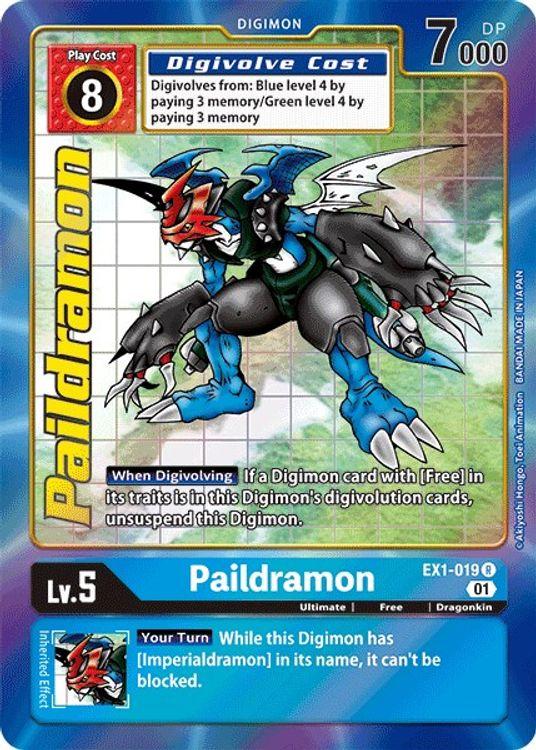 DIGIMON
Play Cost
8
Digivolve Cost
Digivolves from: Blue level 4 by
paying 3 memory/Green level 4 by
paying 3 memory
DP
7000
Paildramon
When Digivolving If a Digimon card with [Free] in
its traits is in this Digimon's digivolution cards,
unsuspend this Digimon.
©Akiyoshi Hongo, Toei Animation BANDAI MADE IN JAPAN
Lv.5
Paildramon
EX1-019 R
01
Ultimate | Free | Dragonkin
Inherited Effect
Your Turn While this Digimon has
[Imperialdramon] in its name, it can't be
blocked.